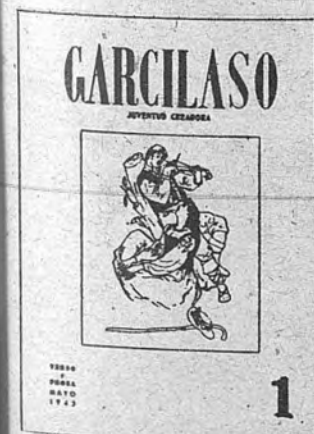 GARCILASO
JUVENTUD CREADORA
VERSO
Y
PROSA
MAYO
1943
1